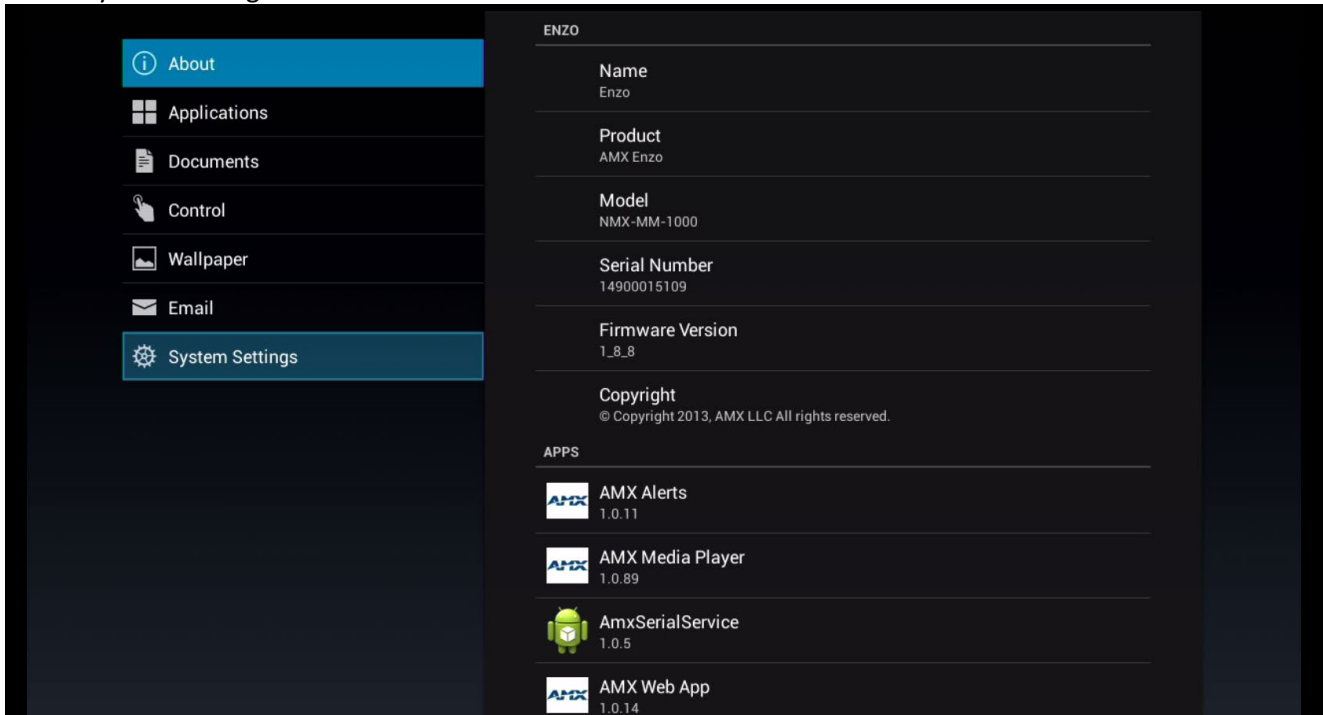 About
Applications
Documents
Control
Wallpaper
Email
System Settings
ENZO
Name
Enzo
Product
AMX Enzo
Model
NMX-MM-1000
Serial Number
14900015109
Firmware Version
1_8_8
Copyright
© Copyright 2013, AMX LLC All rights reserved.
APPS
AMX
AMX Alerts
1.0.11
AMX
AMX Media Player
1.0.89
AmxSerialService
1.0.5
AMX
AMX Web App
1.0.14